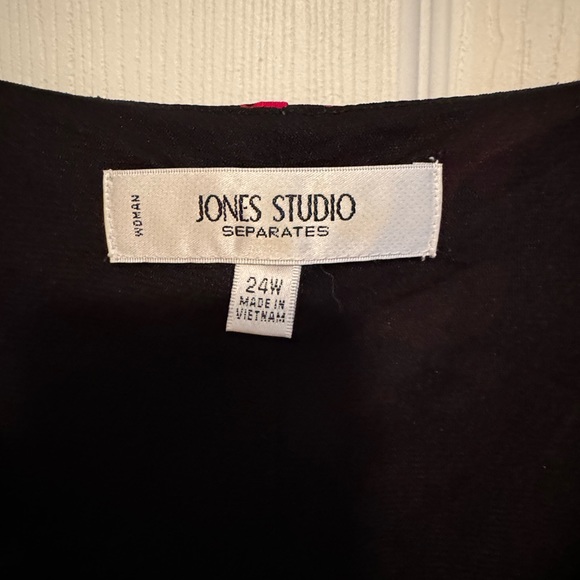 WOMAN
JONES STUDIO
SEPARATES
24W
MADE IN
VIETNAM